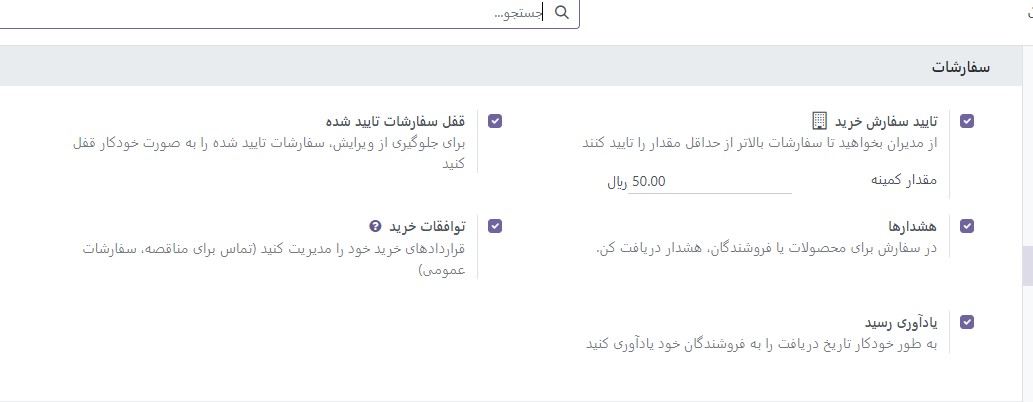 جستجو...
سفارشات
تایید سفارش خرید
از مدیران بخواهید تا سفارشات بالاتر از حداقل مقدار را تایید کنند
مقدار کمینه
50.00 ریال
قفل سفارشات تایید شده
برای جلوگیری از ویرایش، سفارشات تایید شده را به صورت خودکار قفل
کنید
هشدارها
در سفارش برای محصولات یا فروشندگان، هشدار دریافت کن.
توافقات خرید ?
قراردادهای خرید خود را مدیریت کنید (تماس برای مناقصه، سفارشات
عمومی)
یادآوری رسید
به طور خودکار تاریخ دریافت را به فروشندگان خود یادآوری کنید